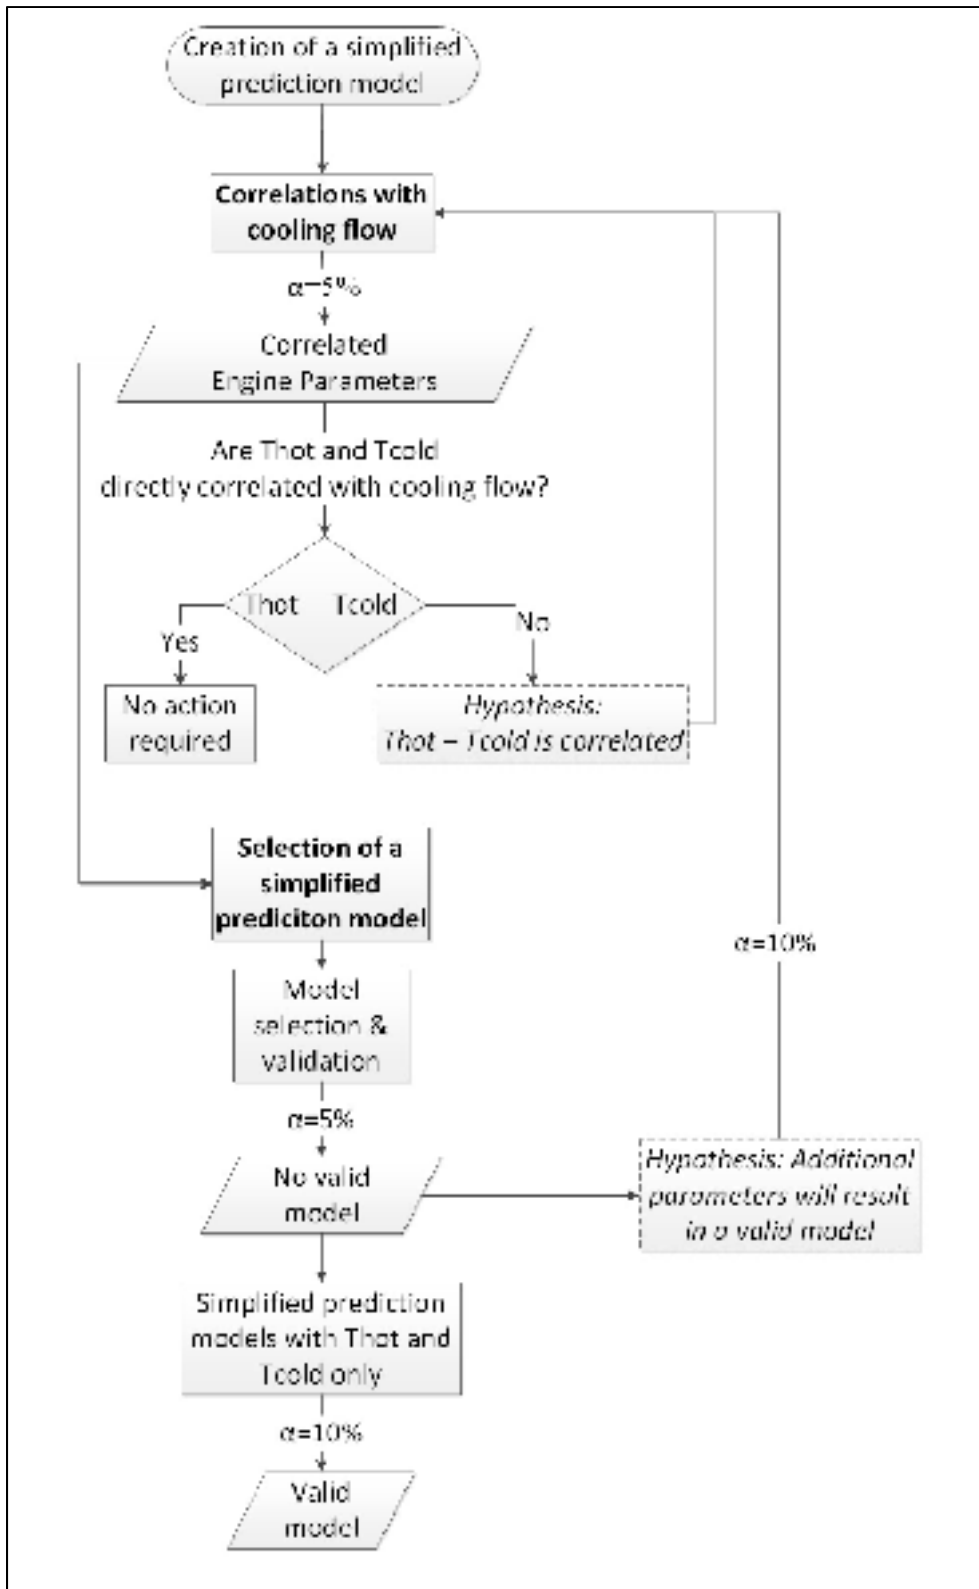 Creation of a simplified
prediction model
Correlations with
cooling flow
α=5%
Correlated
Engine Parameters
Are Thot and Tcold
directly correlated with cooling flow?
Thot Tcold
Yes
No
No action
required
Hypothesis:
Thot – Tcold is correlated
Selection of a
simplified
prediciton model
α=10%
Model
selection &
validation
α=5%
No valid
model
Hypothesis: Additional
parameters will result
in a valid model
Simplified prediction
models with Thot and
Tcold only
α=10%
Valid
model